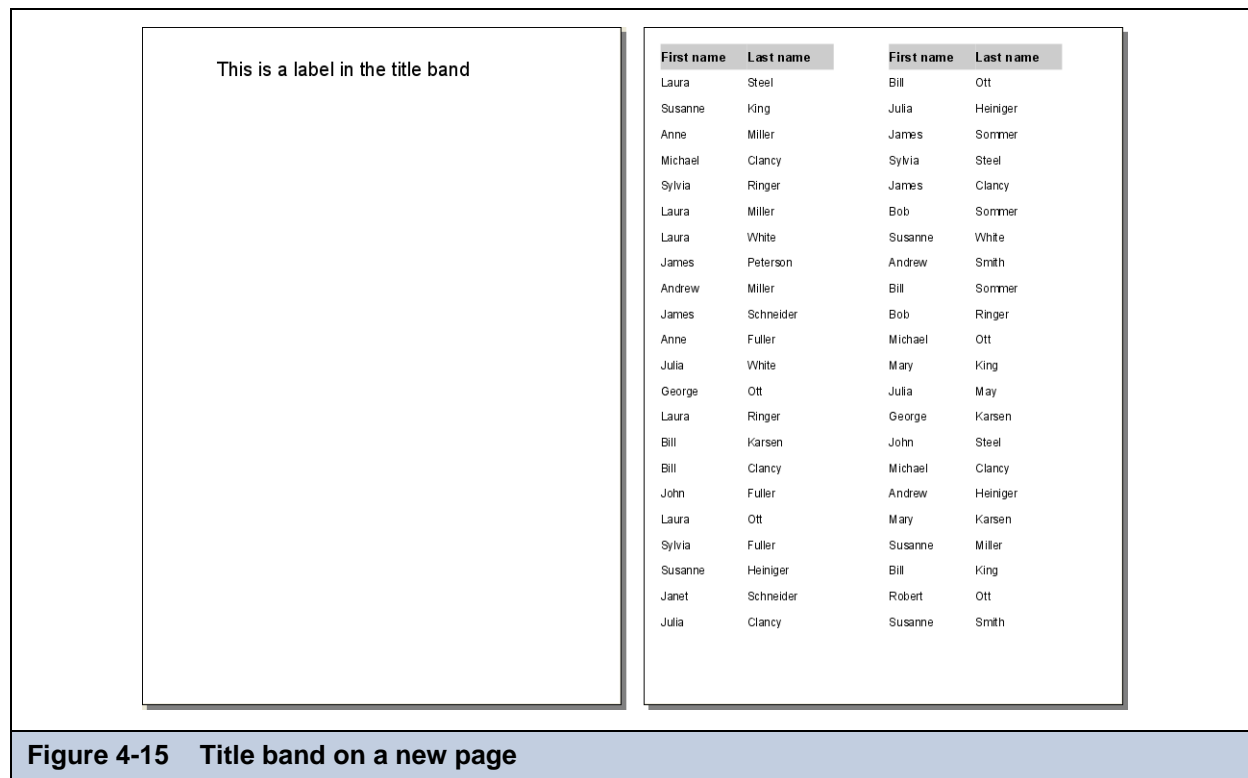 This is a label in the title band
First name Last name First name Last name
Laura Steel Bill Ott
Susanne King Julia Heiniger
Anne Miller James Sommer
Michael Clancy Sylvia Steel
Sylvia Ringer James Clancy
Laura Miller Bob Sommer
Laura White Susanne White
James Peterson Andrew Smith
Andrew Miller Bill Sommer
James Schneider Bob Ringer
Anne Fuller Michael Ott
Julia White Mary King
George Ott Julia May
Laura Ringer George Karsen
Bill Karsen John Steel
Bill Clancy Michael Clancy
John Fuller Andrew Heiniger
Laura Ott Mary Karsen
Sylvia Fuller Susanne Miller
Susanne Heiniger Bill King
Janet Schneider Robert Ott
Julia Clancy Susanne Smith
Figure 4-15 Title band on a new page